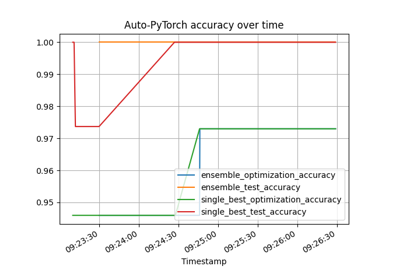 Auto-PyTorch accuracy over time
1.00
0.99
0.98
0.97
0.96
0.95
ensemble_optimization_accuracy
ensemble_test_accuracy
single_best_optimization_accuracy
single_best_test_accuracy
09:23:30
09:24:00
09:24:30
09:25:00
09:25:30
09:26:00
09:26:30
Timestamp